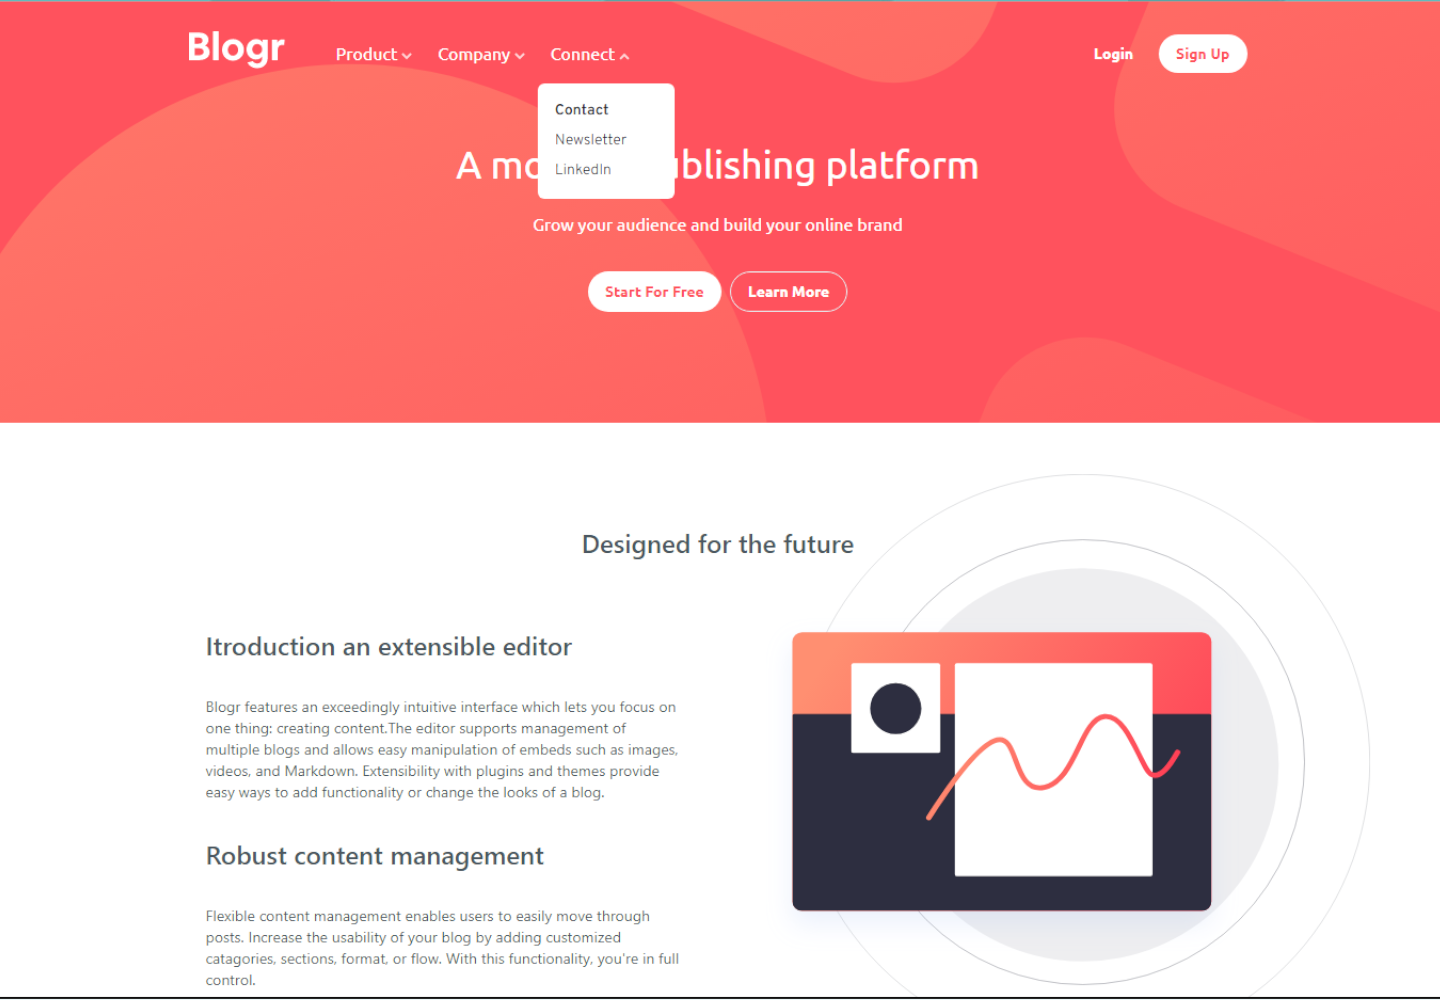 Blogr
Product
Company
Connect
Login
Sign Up
Contact
Newsletter
LinkedIn
A blishing platform
Grow your audience and build your online brand
Start For Free
Learn More
Designed for the future
Itroduction an extensible editor
Blogr features an exceedingly intuitive interface which lets you focus on
one thing: creating content.The editor supports management of
multiple blogs and allows easy manipulation of embeds such as images,
videos, and Markdown. Extensibility with plugins and themes provide
easy ways to add functionality or change the looks of a blog.
Robust content management
Flexible content management enables users to easily move through
posts. Increase the usability of your blog by adding customized
catagories, sections, format, or flow. With this functionality, you're in full
control.